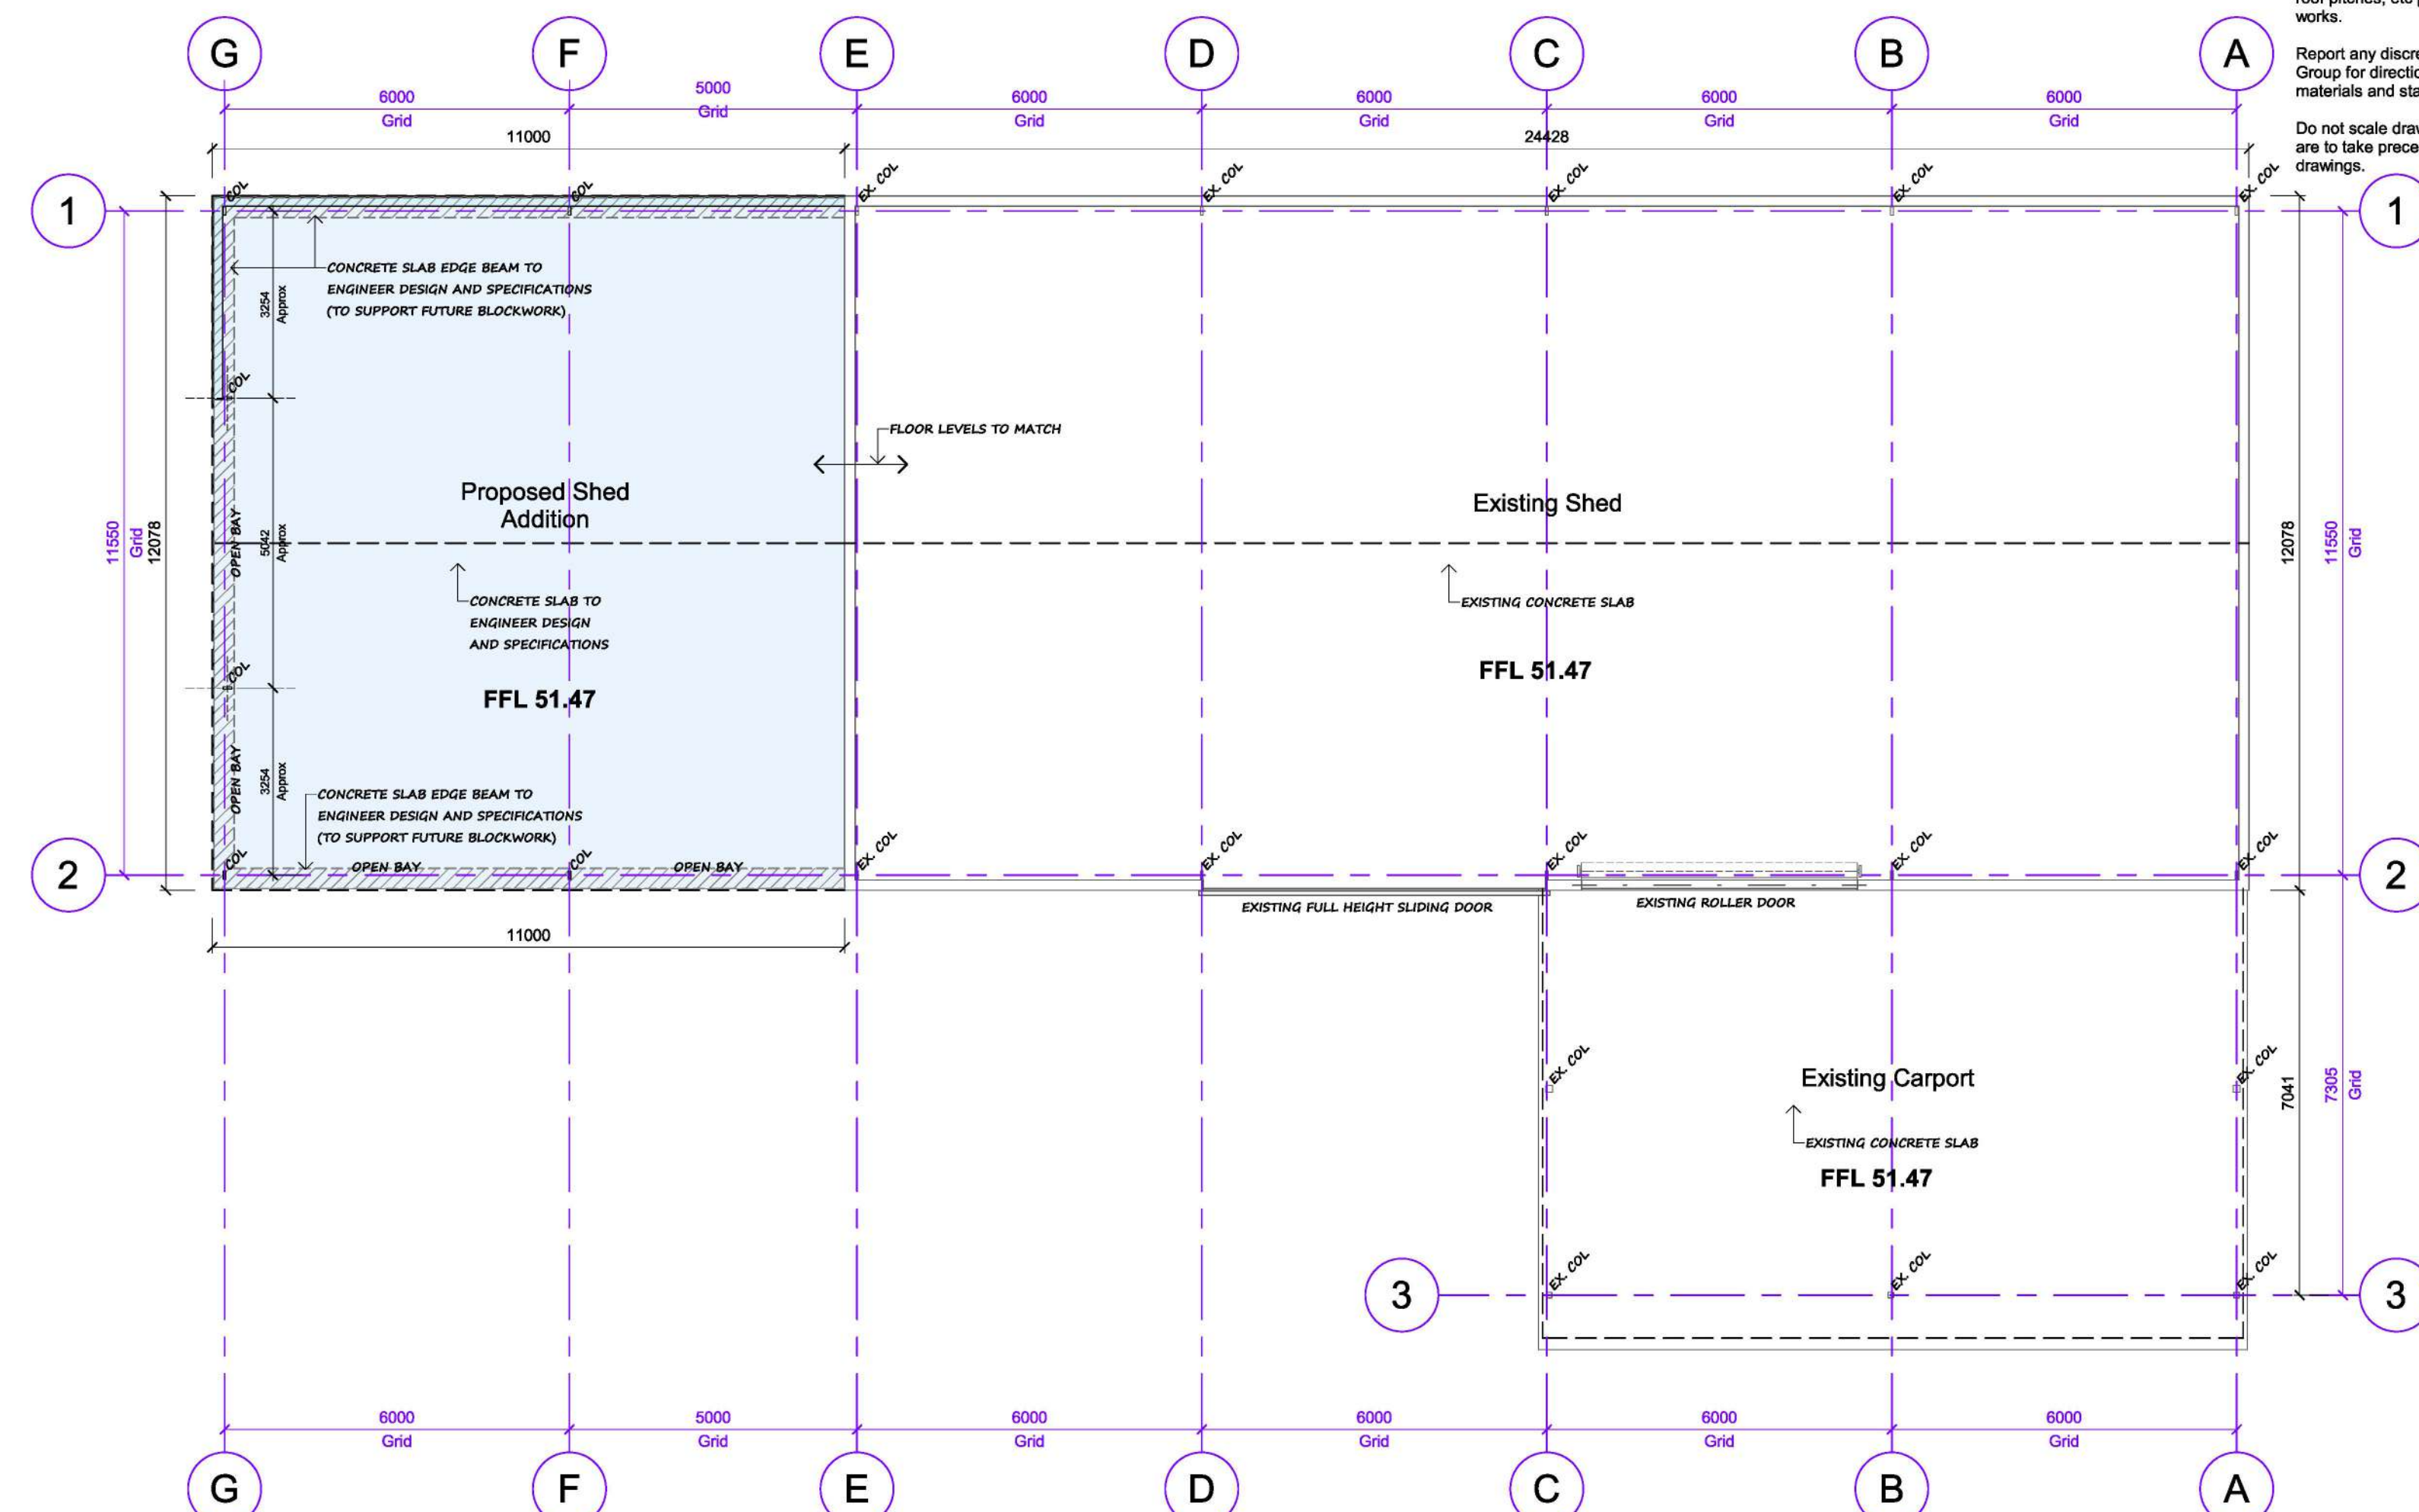 works.
Report any discre
Group for directio
materials and sta
Do not scale draw
are to take prece
drawings.
G
F
E
D
C
B
A
6000
Grid
5000
Grid
6000
Grid
6000
Grid
6000
Grid
6000
Grid
11000
24428
COL
COL
EX. COL
EX. COL
EX. COL
EX. COL
EX. COL
1
1
CONCRETE SLAB EDGE BEAM TO
ENGINEER DESIGN AND SPECIFICATIONS
(TO SUPPORT FUTURE BLOCKWORK)
3254
Approx
COL
FLOOR LEVELS TO MATCH
Proposed Shed
Addition
Existing Shed
11550
Grid
12078
OPEN BAY
5042
Approx
12078
11550
Grid
CONCRETE SLAB TO
ENGINEER DESIGN
AND SPECIFICATIONS
EXISTING CONCRETE SLAB
COL
FFL 51.47
FFL 51.47
OPEN BAY
3254
Approx
CONCRETE SLAB EDGE BEAM TO
ENGINEER DESIGN AND SPECIFICATIONS
(TO SUPPORT FUTURE BLOCKWORK)
2
COL
OPEN BAY
COL
OPEN BAY
EX. COL
EX. COL
EX. COL
EX. COL
EX. COL
2
EXISTING FULL HEIGHT SLIDING DOOR
EXISTING ROLLER DOOR
11000
EX. COL
EX. COL
Existing Carport
7041
7305
Grid
EXISTING CONCRETE SLAB
FFL 51.47
3
EX. COL
EX. COL
EX. COL
3
6000
Grid
5000
Grid
6000
Grid
6000
Grid
6000
Grid
6000
Grid
G
F
E
D
C
B
A